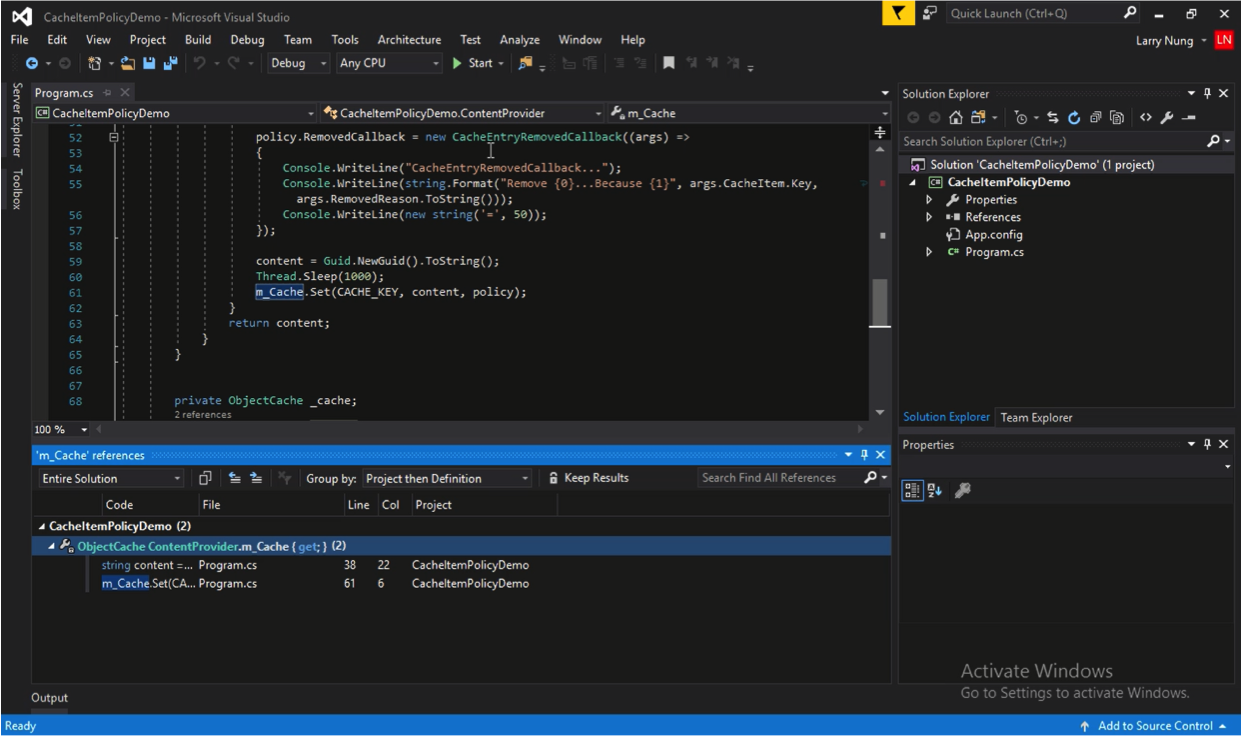 CacheItemPolicyDemo - Microsoft Visual Studio
Quick Launch (Ctrl+Q)
File Edit View Project Build Debug Team Tools Architecture Test Analyze Window Help
Larry Nung LN
Debug Any CPU Start
Server Explorer
Toolbox
Program.cs
CacheItemPolicyDemo CacheItemPolicyDemo.ContentProvider m_Cache
52 policy.RemovedCallback = new CacheEntryRemovedCallback((args) =>
53 {
54 Console.WriteLine("CacheEntryRemovedCallback...");
55 Console.WriteLine(string.Format("Remove {0}...Because {1}", args.CacheItem.Key,
args.RemovedReason.ToString()));
56 Console.WriteLine(new string('=', 50));
57 });
58
59 content = Guid.NewGuid().ToString();
60 Thread.Sleep(1000);
61 m_Cache.Set(CACHE_KEY, content, policy);
62 }
63 return content;
64 }
65 }
66
67
68 private ObjectCache _cache;
2 references
100 %
'm_Cache' references
Entire Solution Group by: Project then Definition Keep Results Search Find All References
Code File Line Col Project
CacheItemPolicyDemo (2)
ObjectCache ContentProvider.m_Cache { get; } (2)
string content =... Program.cs 38 22 CacheItemPolicyDemo
m_Cache.Set(CA... Program.cs 61 6 CacheItemPolicyDemo
Output
Ready
Solution Explorer
Search Solution Explorer (Ctrl+;)
Solution 'CacheItemPolicyDemo' (1 project)
C# CacheItemPolicyDemo
Properties
References
App.config
C# Program.cs
Solution Explorer Team Explorer
Properties
Activate Windows
Go to Settings to activate Windows.
Add to Source Control